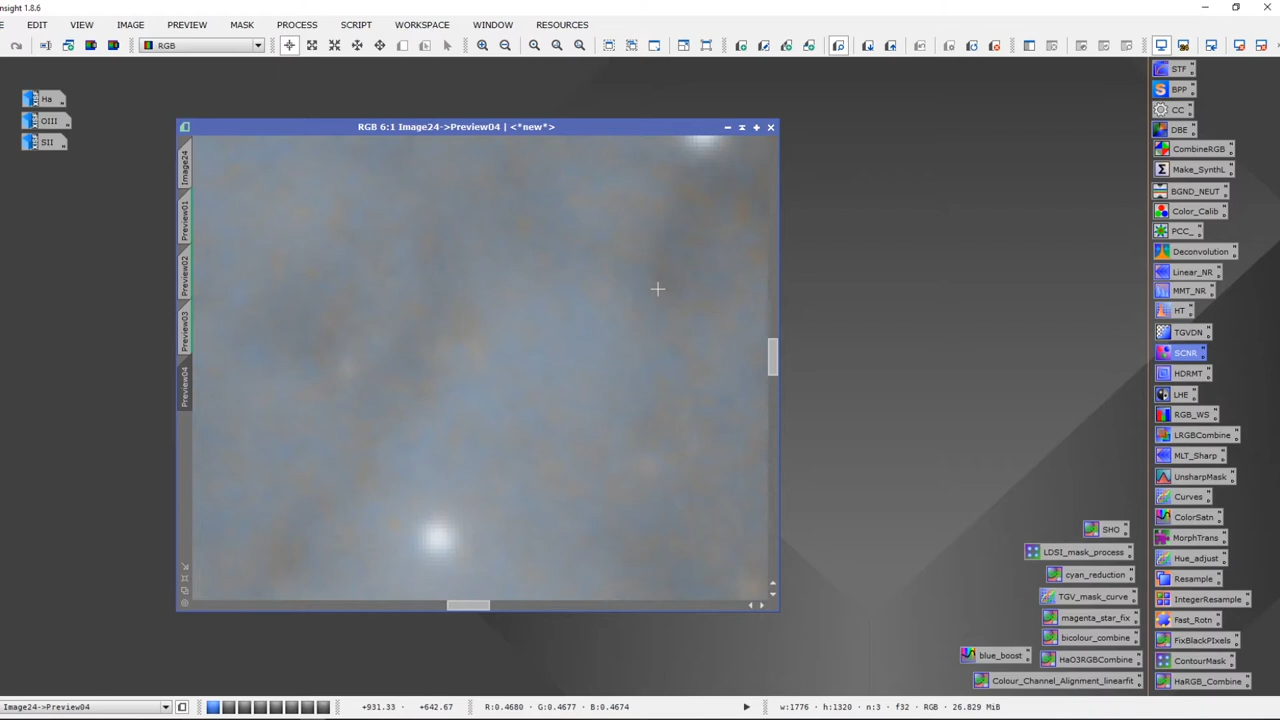 nsight 1.8.6
E EDIT VIEW IMAGE PREVIEW MASK PROCESS SCRIPT WORKSPACE WINDOW RESOURCES
RGB
Ha
OIII
SII
RGB 6:1 Image24->Preview04 | <*new*>
Image24
Preview01
Preview02
Preview03
Preview04
STF
BPP
CC
DBE
CombineRGB
Make_SynthL
BGND_NEUT
Color_Calib
PCC_
Deconvolution
Linear_NR
MMT_NR
HT
TGVDN
SCNR
HDRMT
LHE
RGB_WS
LRGBCombine
MLT_Sharp
UnsharpMask
Curves
ColorSatn
MorphTrans
Hue_adjust
Resample
IntegerResample
Fast_Rotn
FixBlackPIxels
ContourMask
HaRGB_Combine
SHO
LDSI_mask_process
cyan_reduction
TGV_mask_curve
magenta_star_fix
bicolour_combine
blue_boost
HaO3RGBCombine
Colour_Channel_Alignment_linearfit
Image24->Preview04 +931.33 +642.67 R:0.4680 G:0.4677 B:0.4674 w:1776 h:1320 n:3 f32 RGB 26.829 MiB